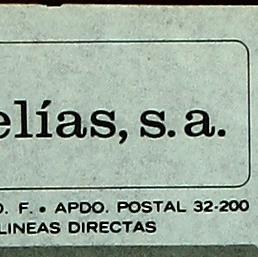 elías, s.a.
D. F. • APDO. POSTAL 32-200
LINEAS DIRECTAS